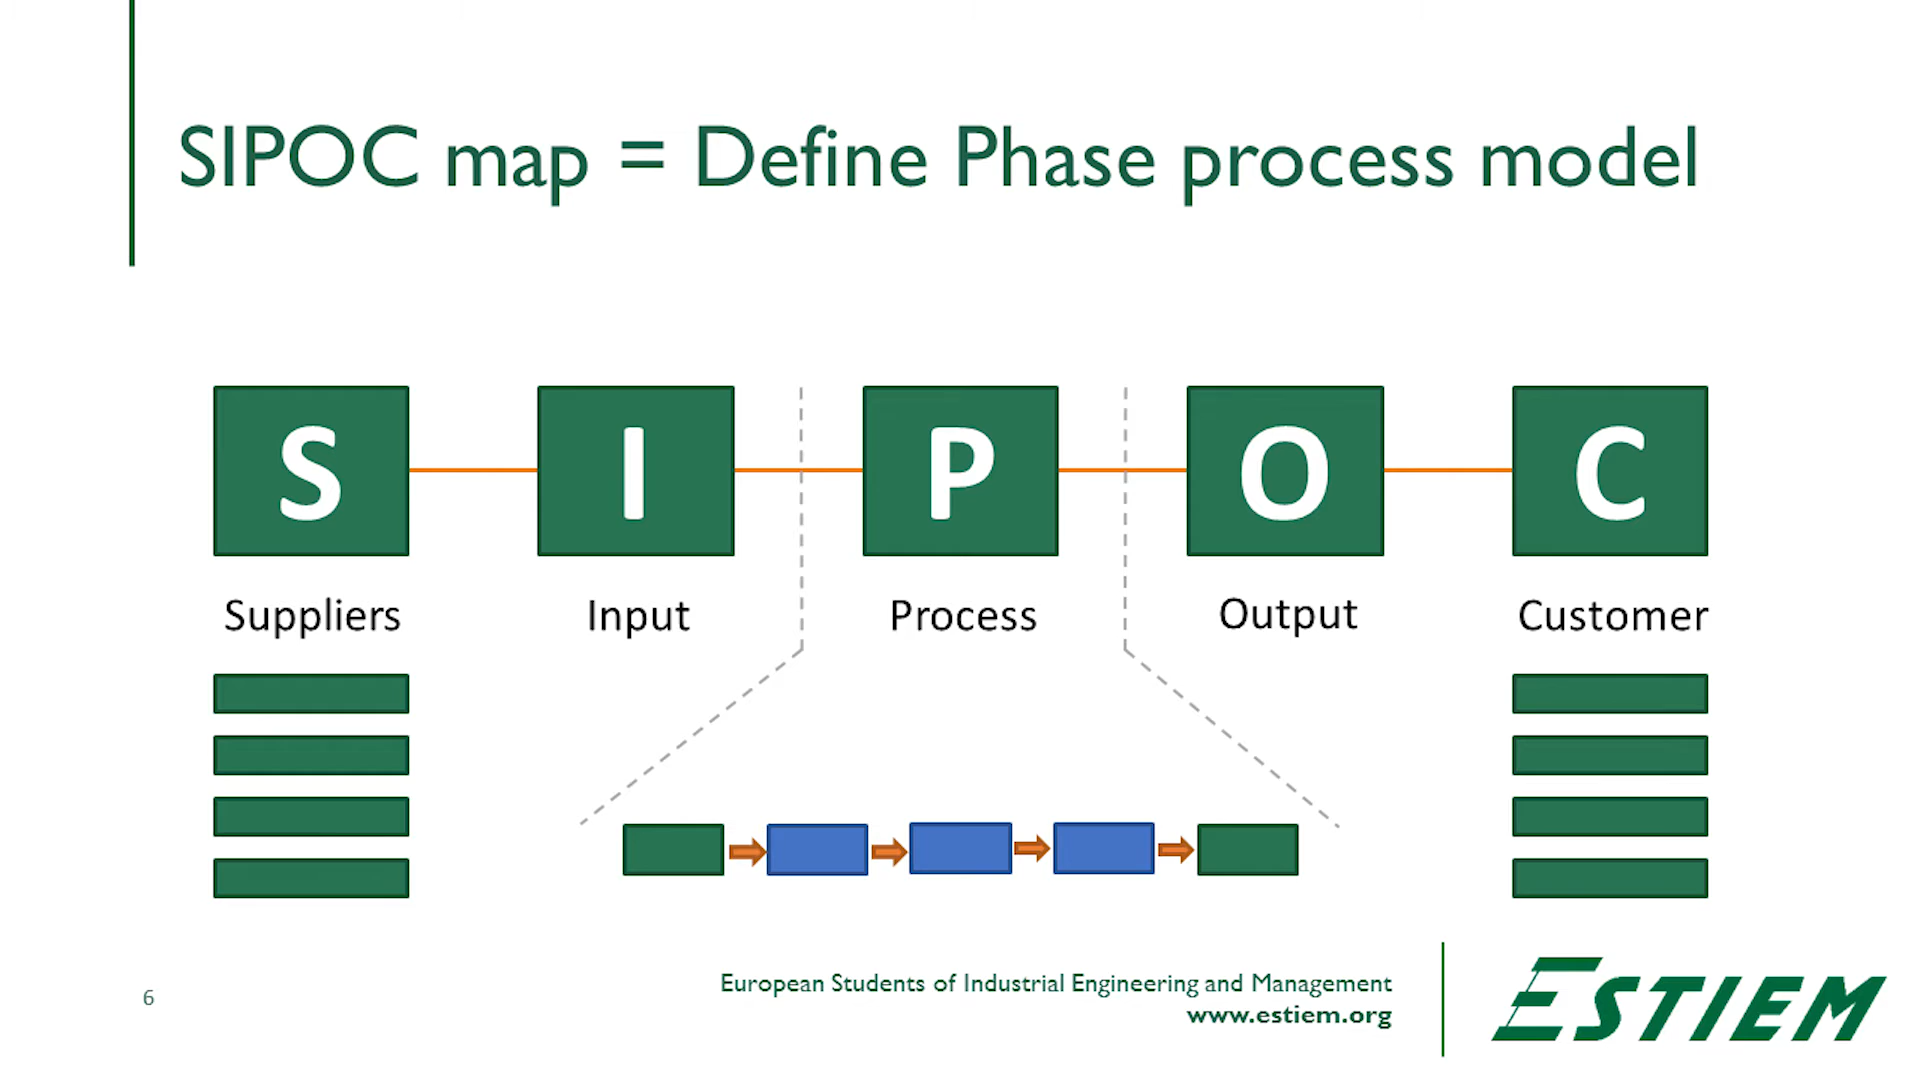 SIPOC map = Define Phase process model
S I P O C
Suppliers Input Process Output Customer
6
European Students of Industrial Engineering and Management
www.estiem.org
ESTIEM